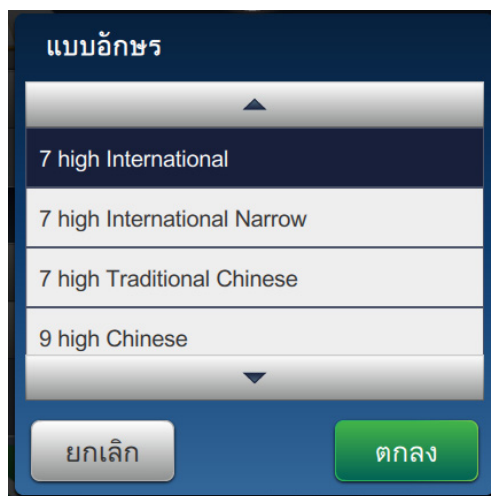 แบบอักษร
7 high International
7 high International Narrow
7 high Traditional Chinese
9 high Chinese
ยกเลิก
ตกลง